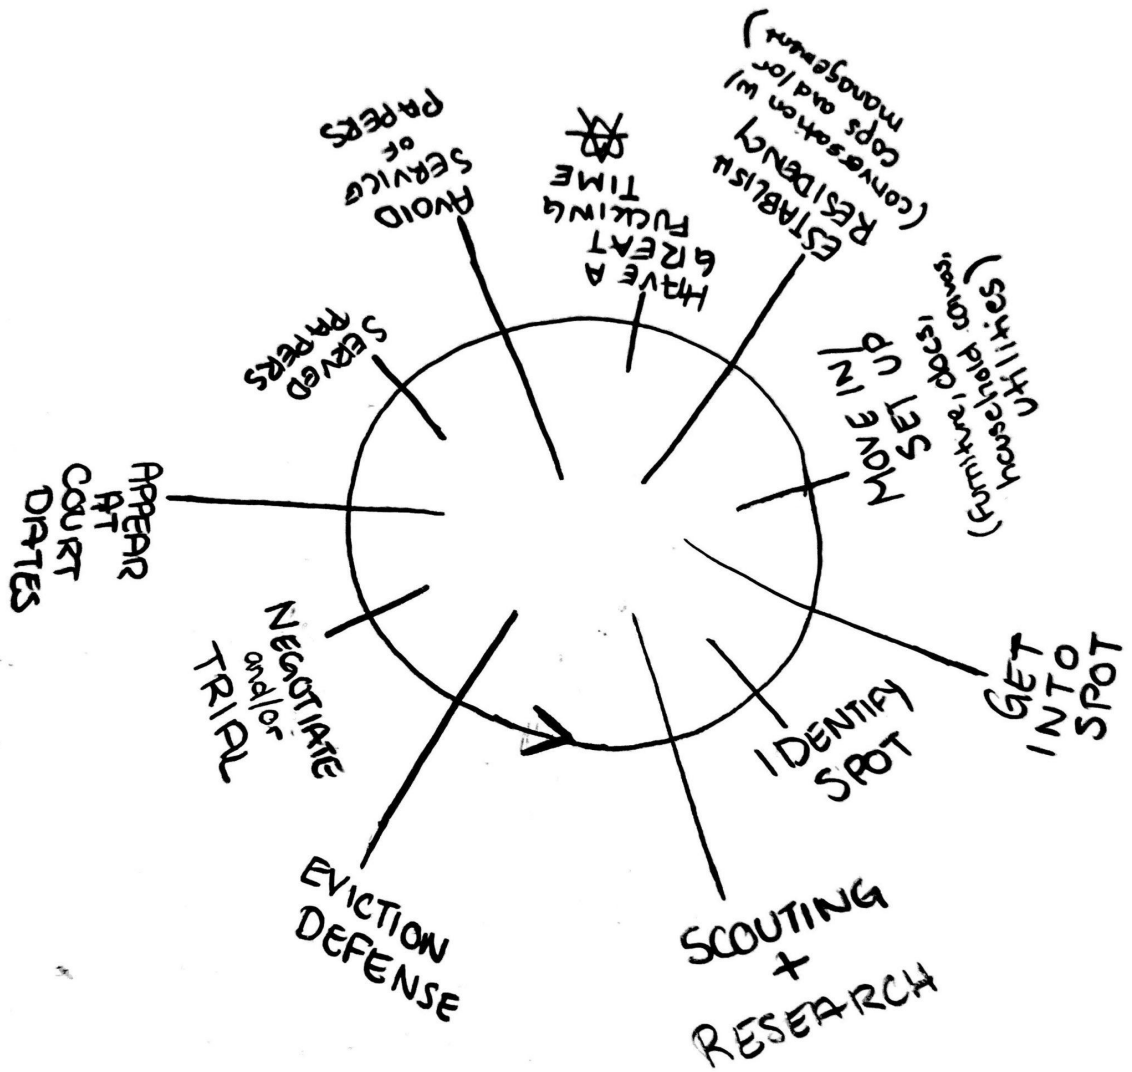 SCOUTING
+
RESEARCH
IDENTIFY
SPOT
GET
INTO
SPOT
MOVE IN/
SET UP
(furniture, docs,
household convos,
utilities)
ESTABLISH
RESIDENCY
(conversation w/
cops and/or
management)
HAVE A
GREAT
FUCKING
TIME
AVOID
SERVICE
OF
PAPERS
SERVED
PAPERS
APPEAR
AT
COURT
DATES
NEGOTIATE
and/or
TRIAL
EVICTION
DEFENSE